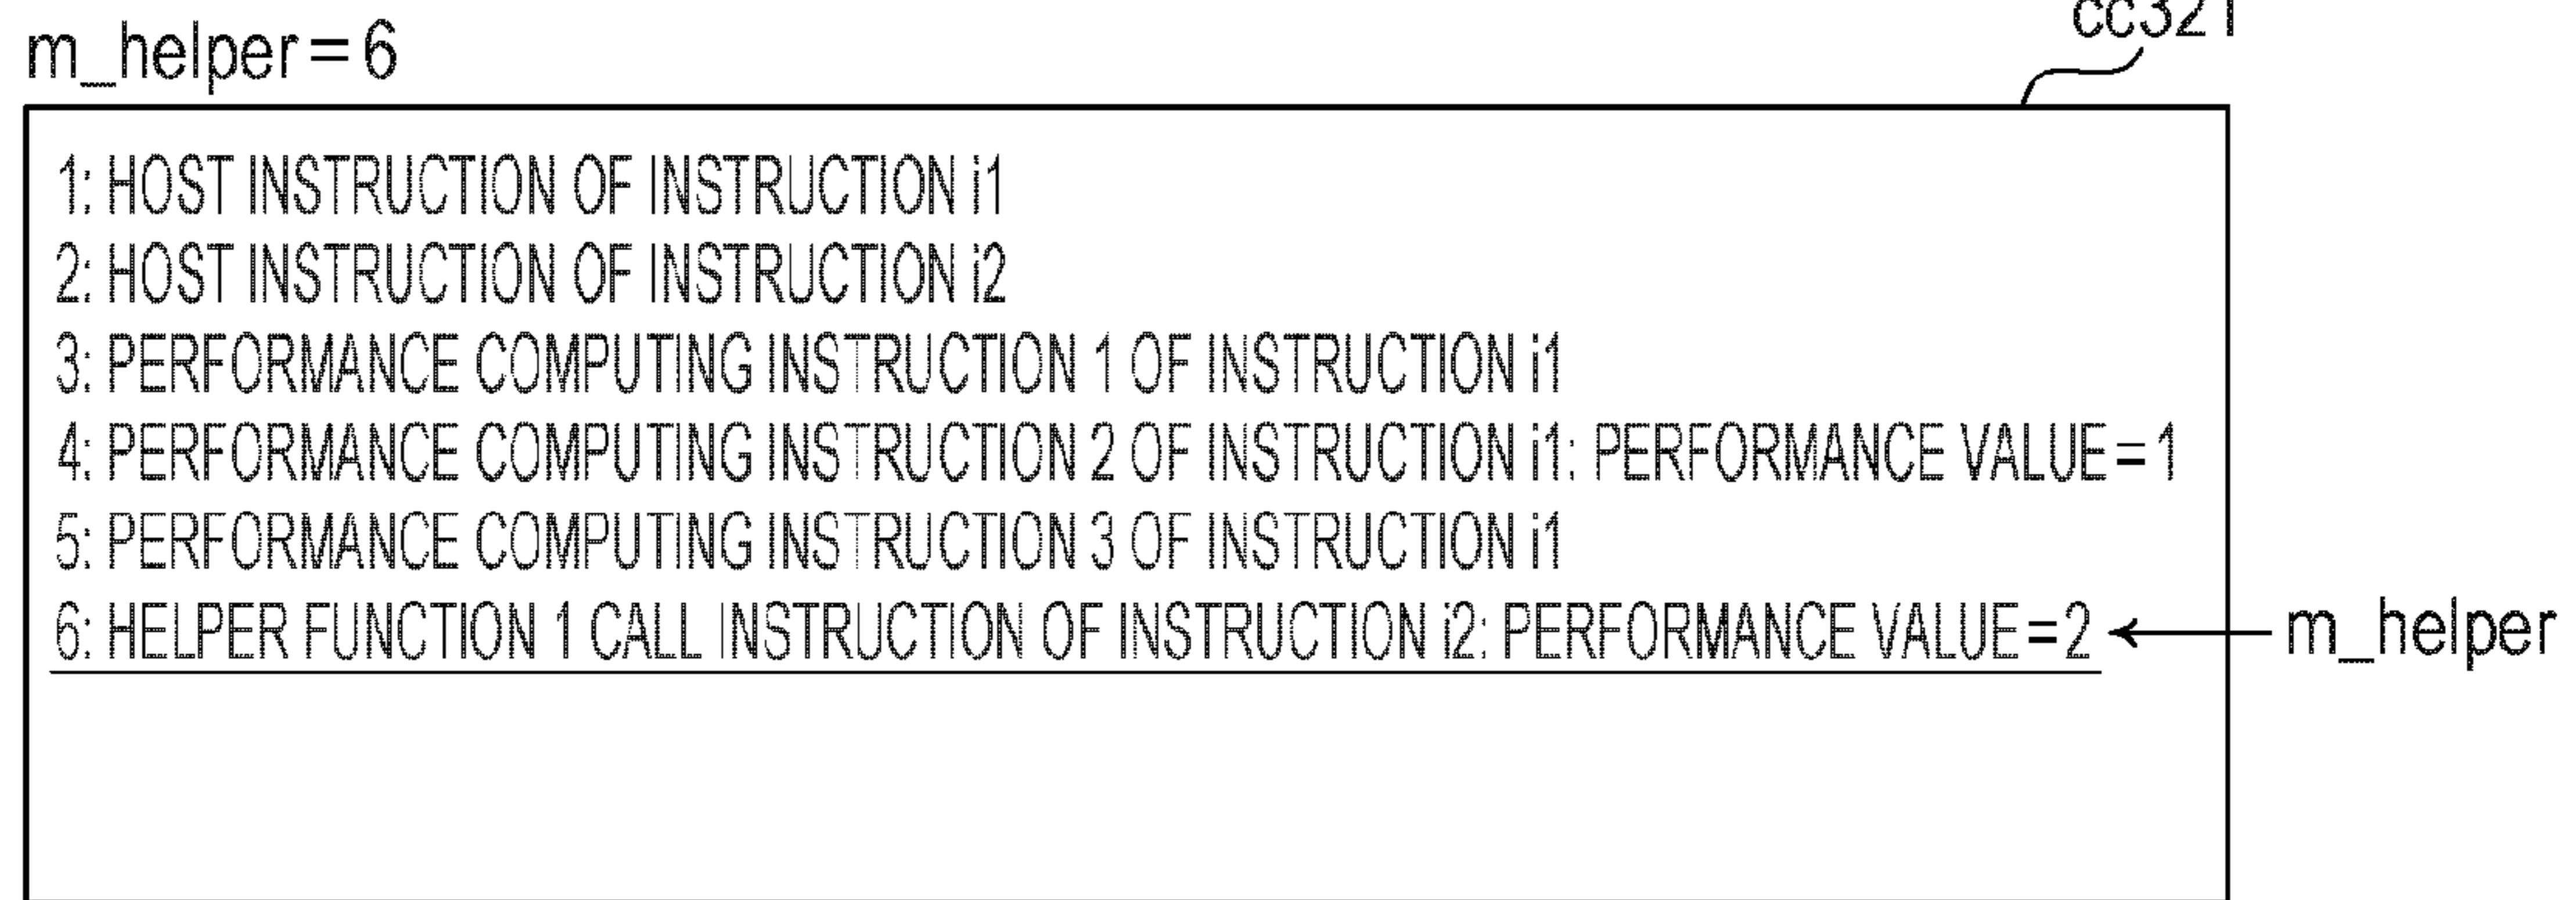 cc321
m_helper=6
1: HOST INSTRUCTION OF INSTRUCTION i1
2: HOST INSTRUCTION OF INSTRUCTION i2
3: PERFORMANCE COMPUTING INSTRUCTION 1 OF INSTRUCTION i1
4: PERFORMANCE COMPUTING INSTRUCTION 2 OF INSTRUCTION i1: PERFORMANCE VALUE=1
5: PERFORMANCE COMPUTING INSTRUCTION 3 OF INSTRUCTION i1
6: HELPER FUNCTION 1 CALL INSTRUCTION OF INSTRUCTION i2: PERFORMANCE VALUE=2
m_helper